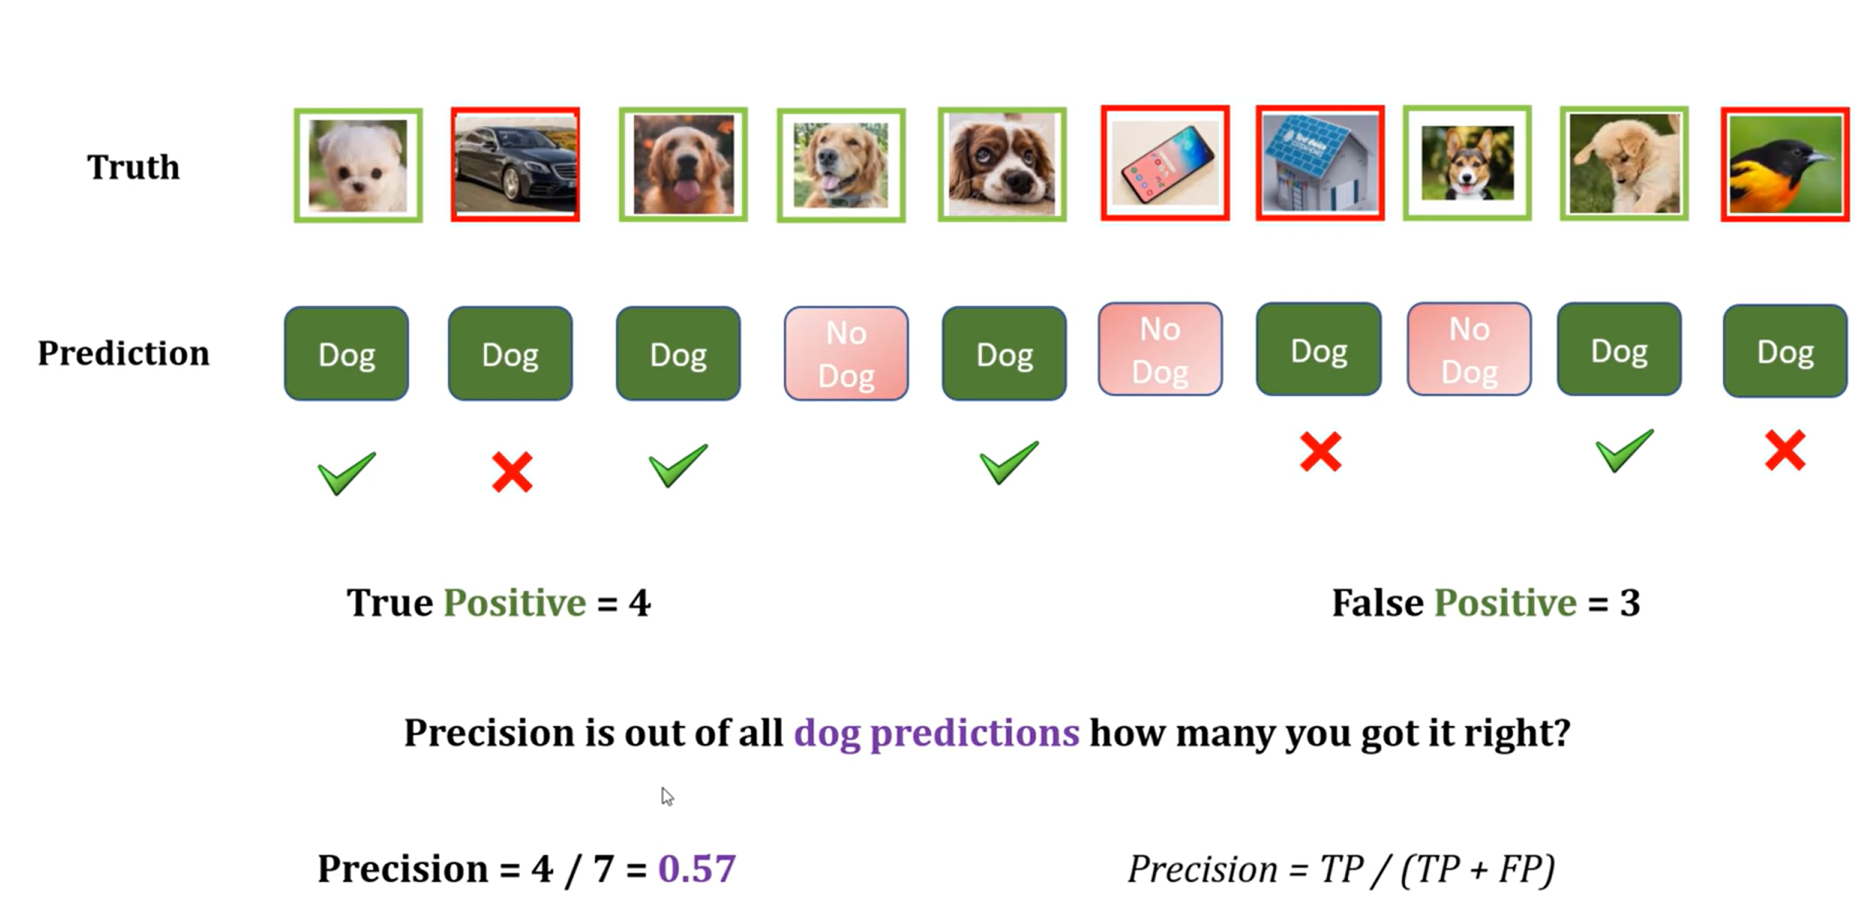 Truth
Prediction
Dog
Dog
Dog
No
Dog
Dog
No
Dog
Dog
No
Dog
Dog
Dog
True Positive = 4
False Positive = 3
Precision is out of all dog predictions how many you got it right?
Precision = 4 / 7 = 0.57
Precision = TP / (TP + FP)